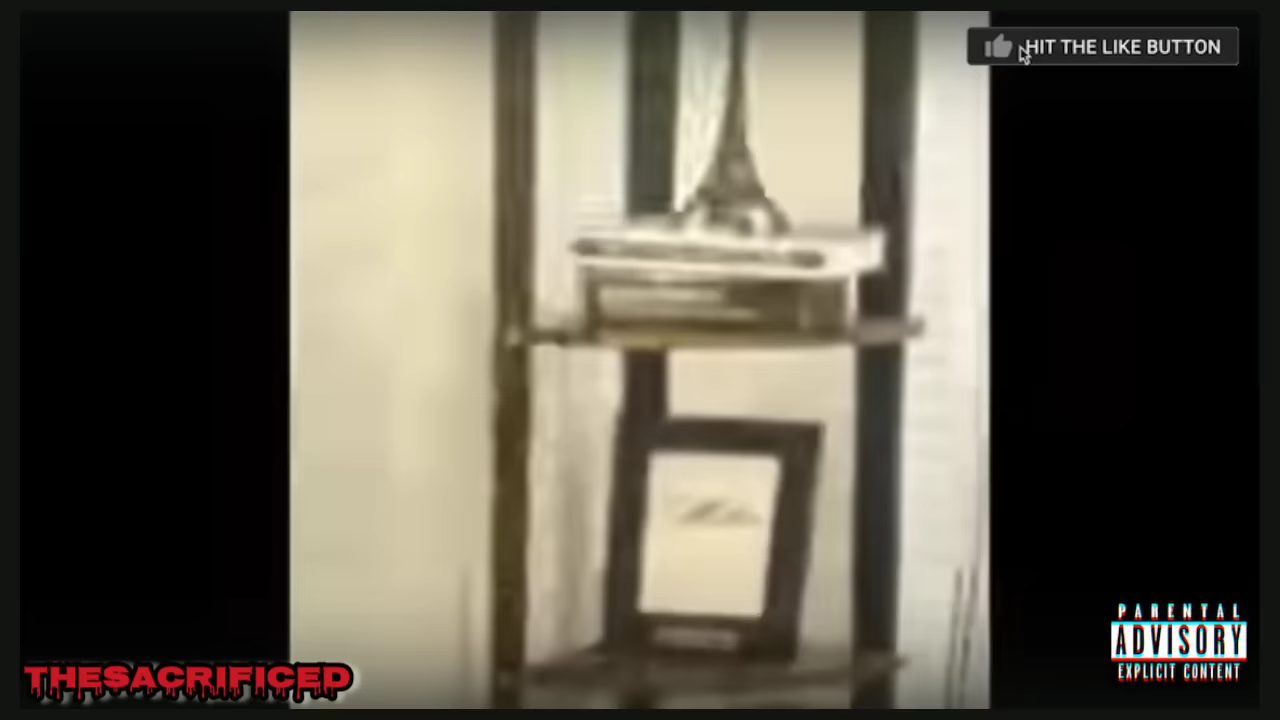 HIT THE LIKE BUTTON
THESACRIFICED
PARENTAL
ADVISORY
EXPLICIT CONTENT